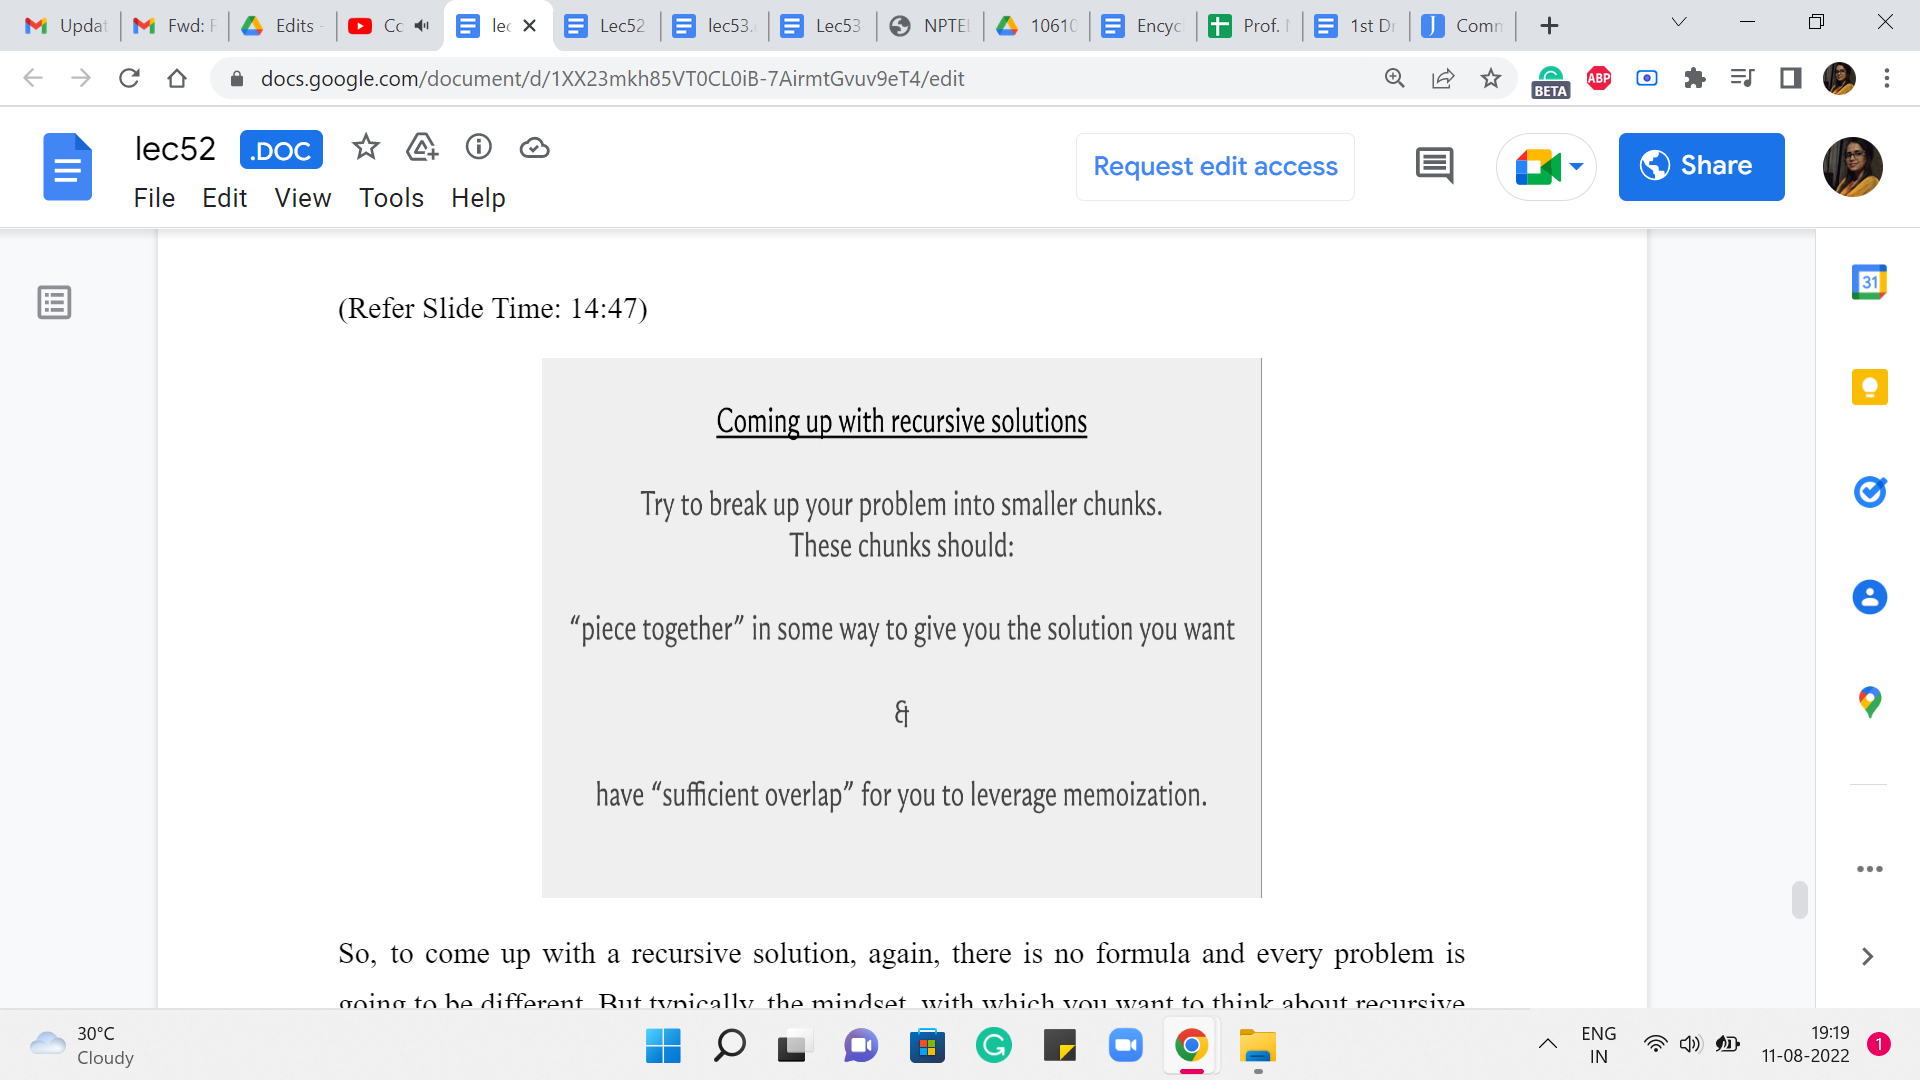 Updat
Fwd: F
Edits -
Cc
lec
Lec52
lec53.
Lec53
NPTEL
10610
Encyc
Prof. N
1st Dr
Comn
docs.google.com/document/d/1XX23mkh85VT0CL0iB-7AirmtGvuv9eT4/edit
BETA
ABP
lec52 .DOC
File Edit View Tools Help
Request edit access
Share
31
(Refer Slide Time: 14:47)
Coming up with recursive solutions
Try to break up your problem into smaller chunks.
These chunks should:
“piece together” in some way to give you the solution you want
&
have “sufficient overlap” for you to leverage memoization.
So, to come up with a recursive solution, again, there is no formula and every problem is
going to be different. But typically, the mindset, with which you want to think about recursive
30°C
Cloudy
ENG
IN
19:19
11-08-2022
1